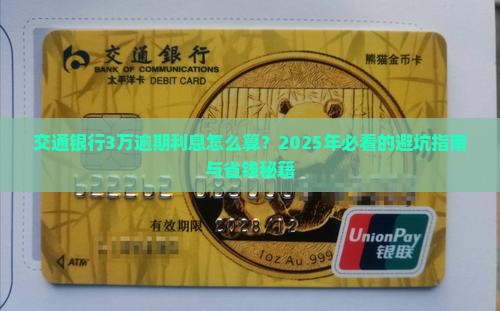 交通銀行
BANK OF COMMUNICATIONS
太平洋卡 DEBIT CARD
熊猫金币卡
交通银行3万逾期利息怎么算？2025年必看的避坑指南
与省钱秘籍
有效期限 2028/12
ATM
1oz Au .999
UnionPay
银联